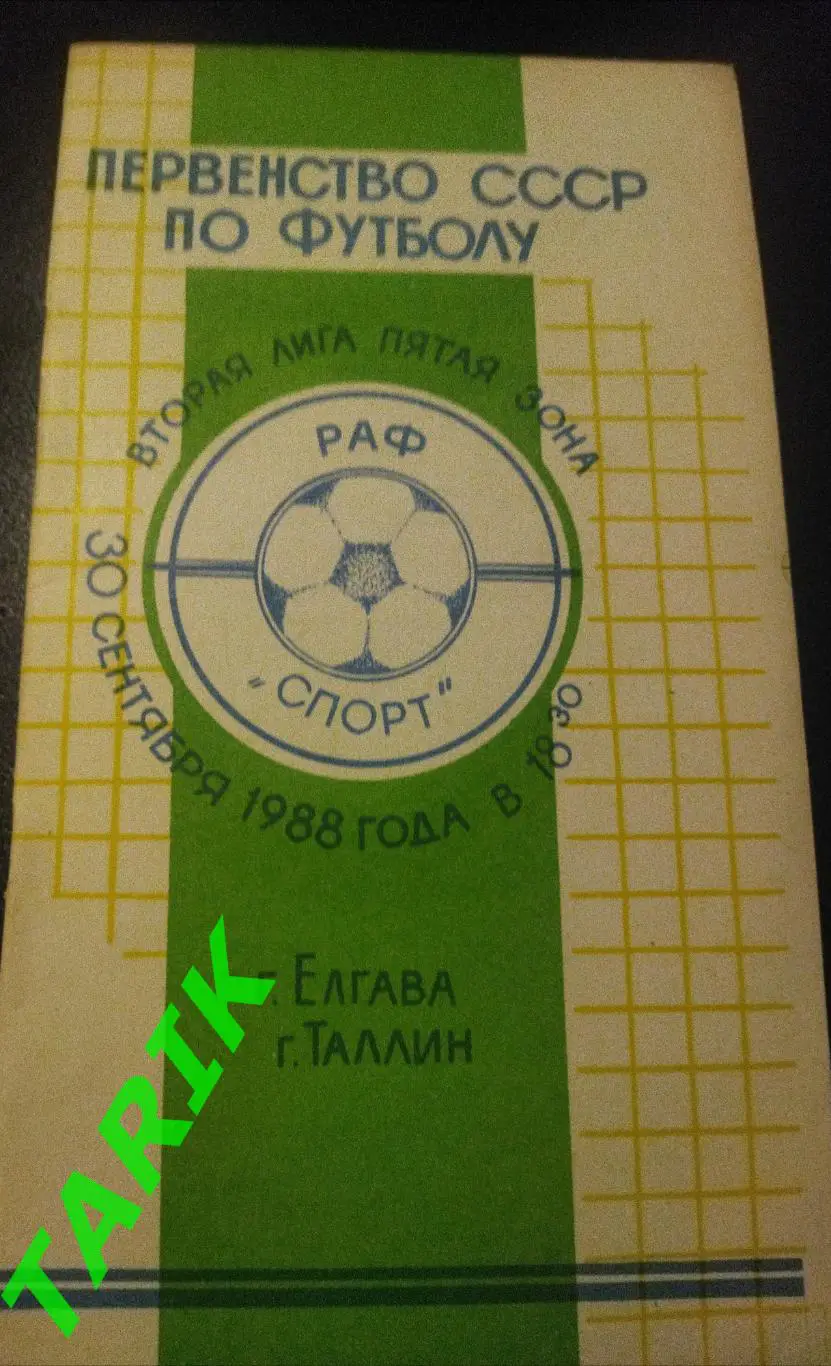 ПЕРВЕНСТВО СССР
ПО ФУТБОЛУ
ВТОРАЯ ЛИГА ПЯТАЯ ЗОНА
РАФ
„СПОРТ"
30 СЕНТЯБРЯ 1988 ГОДА В 18 30
г. ЕЛГАВА
г. ТАЛЛИН
TARIK